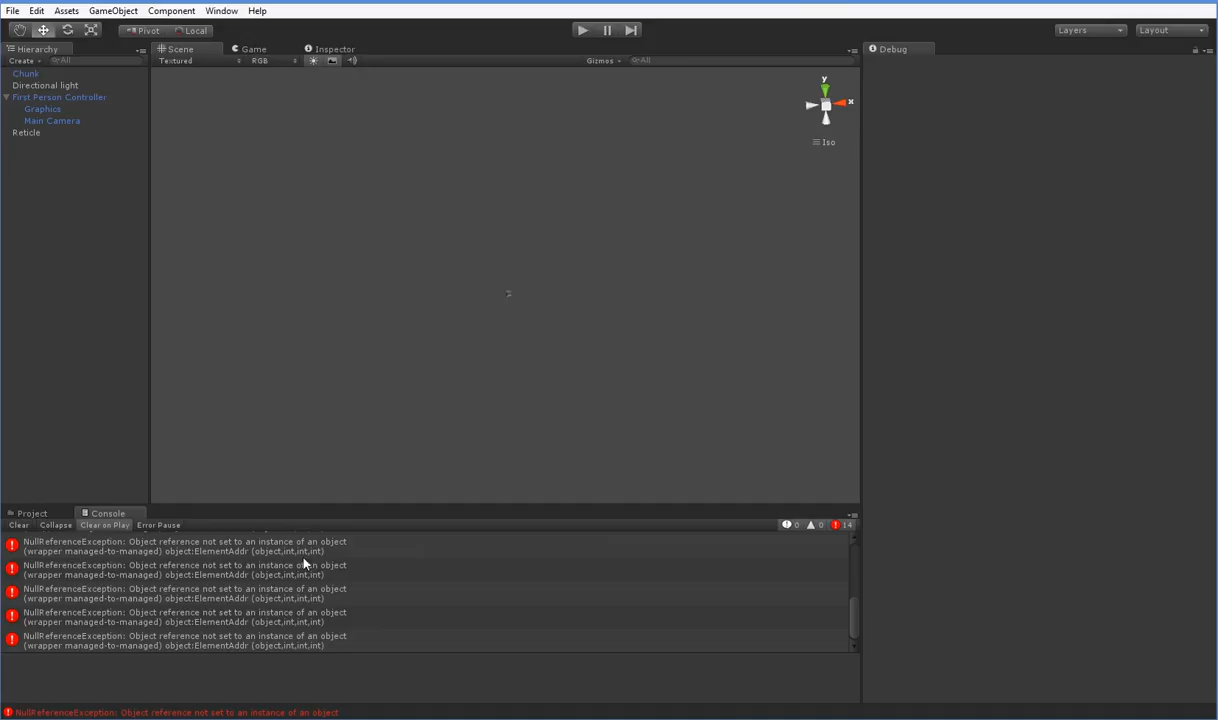 File Edit Assets GameObject Component Window Help
Pivot Local Layers Layout
Hierarchy Scene Game Inspector Debug
Create All Textured RGB Gizmos All
Chunk
Directional light
First Person Controller
Graphics
Main Camera
Reticle
y
x
Iso
Project Console
Clear Collapse Clear on Play Error Pause 0 0 14
NullReferenceException: Object reference not set to an instance of an object
(wrapper managed-to-managed) object:ElementAddr (object,int,int,int)
NullReferenceException: Object reference not set to an instance of an object
(wrapper managed-to-managed) object:ElementAddr (object,int,int,int)
NullReferenceException: Object reference not set to an instance of an object
(wrapper managed-to-managed) object:ElementAddr (object,int,int,int)
NullReferenceException: Object reference not set to an instance of an object
(wrapper managed-to-managed) object:ElementAddr (object,int,int,int)
NullReferenceException: Object reference not set to an instance of an object
(wrapper managed-to-managed) object:ElementAddr (object,int,int,int)
NullReferenceException: Object reference not set to an instance of an object